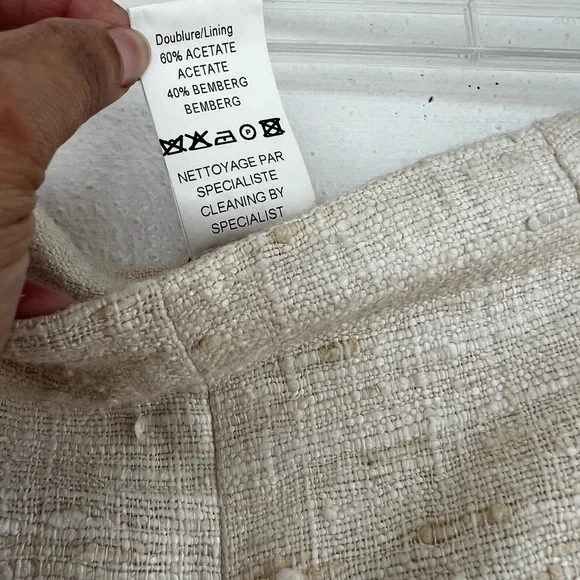 Doublure/Lining
60% ACETATE
ACETATE
40% BEMBERG
BEMBERG
P
NETTOYAGE PAR
SPECIALISTE
CLEANING BY
SPECIALIST